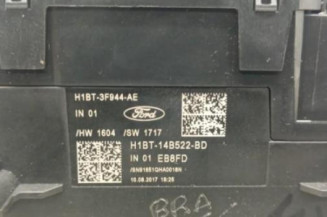 H1BT-3F944-AE
IN 01
Ford
/HW 1604 /SW 1717
H1BT-14B522-BD
IN 01 EB8FD
BRA